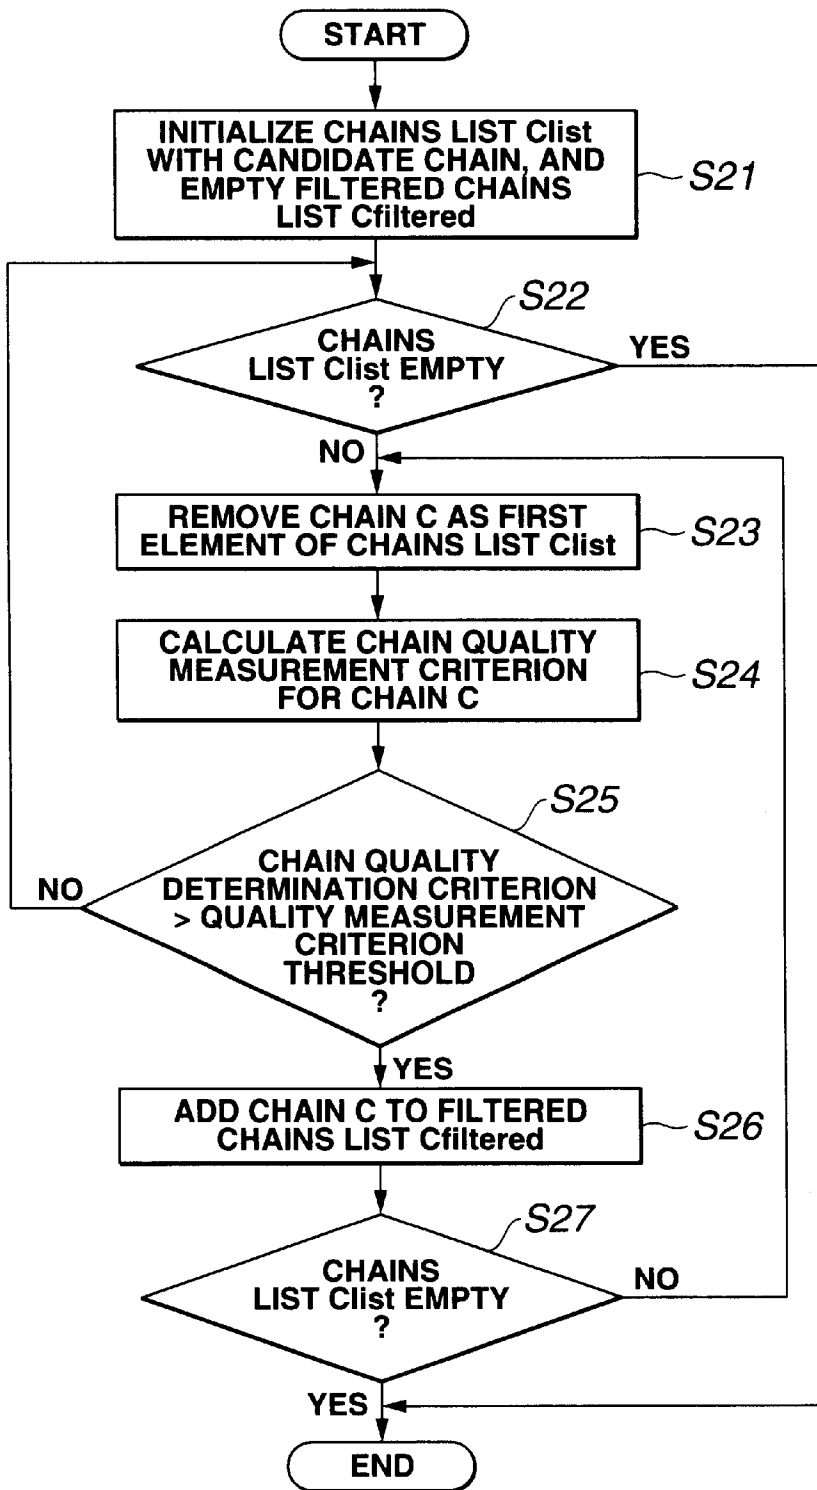 START
INITIALIZE CHAINS LIST Clist
WITH CANDIDATE CHAIN, AND
EMPTY FILTERED CHAINS
LIST Cfiltered
S21
S22
CHAINS
LIST Clist EMPTY
?
YES
NO
REMOVE CHAIN C AS FIRST
ELEMENT OF CHAINS LIST Clist
S23
CALCULATE CHAIN QUALITY
MEASUREMENT CRITERION
FOR CHAIN C
S24
S25
NO
CHAIN QUALITY
DETERMINATION CRITERION
> QUALITY MEASUREMENT
CRITERION
THRESHOLD
?
YES
ADD CHAIN C TO FILTERED
CHAINS LIST Cfiltered
S26
S27
CHAINS
LIST Clist EMPTY
?
NO
YES
END